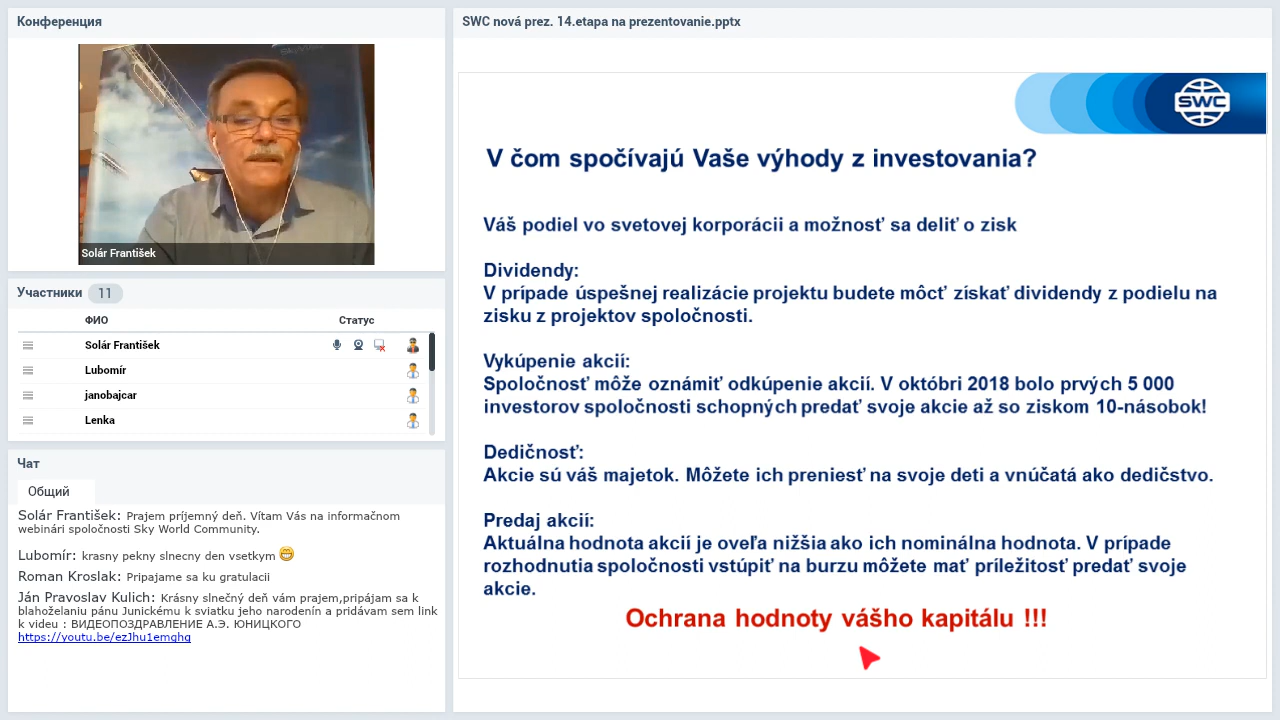 Конференция
Solár František
Участники 11
ФИО Статус
Solár František
Lubomír
janobajcar
Lenka
Чат
Общий
Solár František: Prajem príjemný deň. Vítam Vás na informačnom
webinári spoločnosti Sky World Community.
Lubomír: krasny pekny slnecny den vsetkym
Roman Kroslak: Pripajame sa ku gratulacii
Ján Pravoslav Kulich: Krásny slnečný deň vám prajem,pripájam sa k
blahoželaniu pánu Junickému k sviatku jeho narodenín a pridávam sem link
k videu : ВИДЕОПОЗДРАВЛЕНИЕ А.Э. ЮНИЦКОГО
https://youtu.be/ezJhu1emghg
SWC nová prez. 14.etapa na prezentovanie.pptx
SWC
V čom spočívajú Vaše výhody z investovania?
Váš podiel vo svetovej korporácii a možnosť sa deliť o zisk
Dividendy:
V prípade úspešnej realizácie projektu budete môcť získať dividendy z podielu na
zisku z projektov spoločnosti.
Vykúpenie akcií:
Spoločnosť môže oznámiť odkúpenie akcií. V októbri 2018 bolo prvých 5 000
investorov spoločnosti schopných predať svoje akcie až so ziskom 10-násobok!
Dedičnosť:
Akcie sú váš majetok. Môžete ich preniesť na svoje deti a vnúčatá ako dedičstvo.
Predaj akcií:
Aktuálna hodnota akcií je oveľa nižšia ako ich nominálna hodnota. V prípade
rozhodnutia spoločnosti vstúpiť na burzu môžete mať príležitosť predať svoje
akcie.
Ochrana hodnoty vášho kapitálu !!!